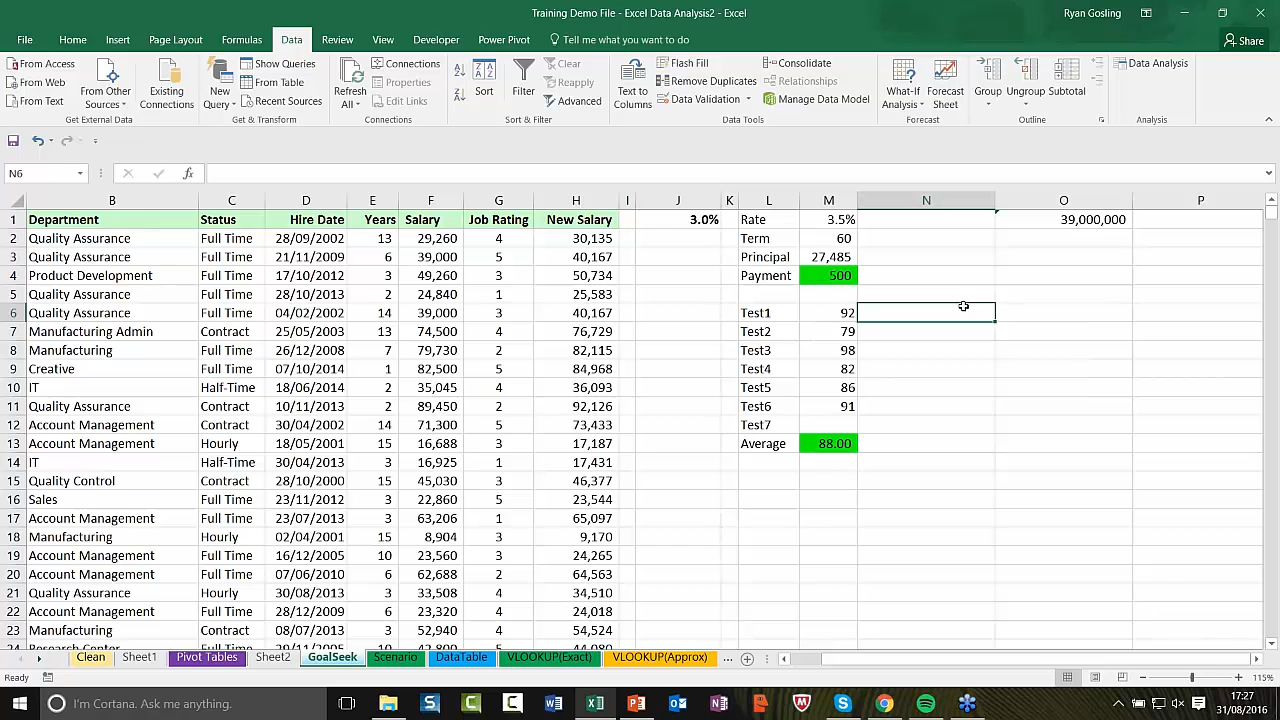 Training Demo File - Excel Data Analysis2 - Excel
Ryan Gosling
File Home Insert Page Layout Formulas Data Review View Developer Power Pivot Tell me what you want to do Share
From Access
From Web
From Text
From Other Sources
Existing Connections
Get External Data
New Query
Show Queries
From Table
Recent Sources
Get & Transform
Refresh All
Connections
Properties
Edit Links
Connections
Sort
Filter
Clear
Reapply
Advanced
Sort & Filter
Text to Columns
Flash Fill
Remove Duplicates
Data Validation
Consolidate
Relationships
Manage Data Model
Data Tools
What-If Analysis
Forecast Sheet
Forecast
Group
Ungroup
Subtotal
Outline
Data Analysis
Analysis
N6 fx
B C D E F G H I J K L M N O P
1 Department Status Hire Date Years Salary Job Rating New Salary 3.0% Rate 3.5% 39,000,000
2 Quality Assurance Full Time 28/09/2002 13 29,260 4 30,135 Term 60
3 Quality Assurance Full Time 21/11/2009 6 39,000 5 40,167 Principal 27,485
4 Product Development Full Time 17/10/2012 3 49,260 3 50,734 Payment 500
5 Quality Assurance Full Time 28/10/2013 2 24,840 1 25,583
6 Quality Assurance Full Time 04/02/2002 14 39,000 3 40,167 Test1 92
7 Manufacturing Admin Contract 25/05/2003 13 74,500 4 76,729 Test2 79
8 Manufacturing Full Time 26/12/2008 7 79,730 2 82,115 Test3 98
9 Creative Full Time 07/10/2014 1 82,500 5 84,968 Test4 82
10 IT Half-Time 18/06/2014 2 35,045 4 36,093 Test5 86
11 Quality Assurance Contract 10/11/2013 2 89,450 2 92,126 Test6 91
12 Account Management Contract 30/04/2002 14 71,300 5 73,433 Test7
13 Account Management Hourly 18/05/2001 15 16,688 3 17,187 Average 88.00
14 IT Half-Time 30/04/2013 3 16,925 1 17,431
15 Quality Control Contract 28/10/2000 15 45,030 3 46,377
16 Sales Full Time 23/11/2012 3 22,860 5 23,544
17 Account Management Full Time 23/07/2013 3 63,206 1 65,097
18 Manufacturing Hourly 02/04/2001 15 8,904 3 9,170
19 Account Management Full Time 16/12/2005 10 23,560 3 24,265
20 Account Management Full Time 07/06/2010 6 62,688 2 64,563
21 Quality Assurance Hourly 30/08/2013 3 33,508 4 34,510
22 Account Management Full Time 28/12/2009 6 23,320 4 24,018
23 Manufacturing Contract 08/07/2013 3 52,940 4 54,524
Clean Sheet1 Pivot Tables Sheet2 GoalSeek Scenario DataTable VLOOKUP(Exact) VLOOKUP(Approx) ...
Ready 115%
I'm Cortana. Ask me anything.
17:27
31/08/2016